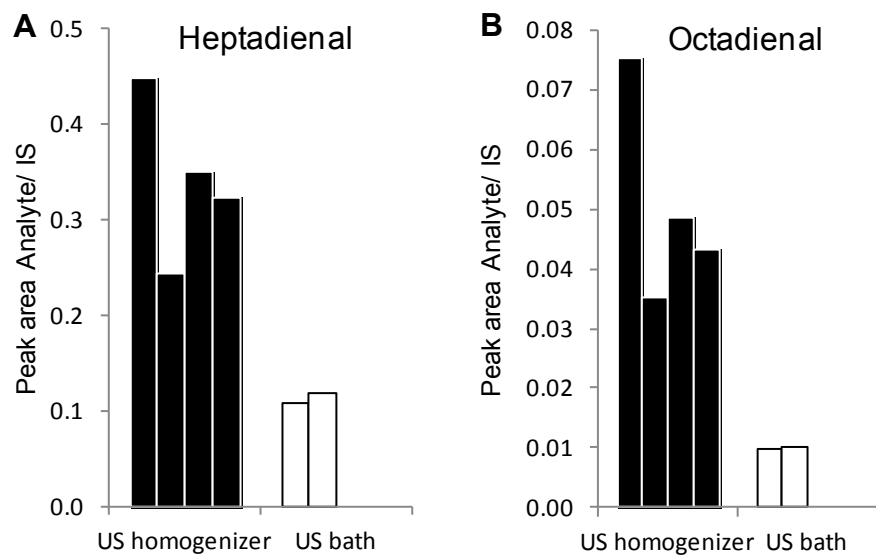 A
Heptadienal
Peak area Analyte/ IS
0.5
0.4
0.3
0.2
0.1
0.0
US homogenizer US bath
B
Octadienal
Peak area Analyte/ IS
0.08
0.07
0.06
0.05
0.04
0.03
0.02
0.01
0.00
US homogenizer US bath